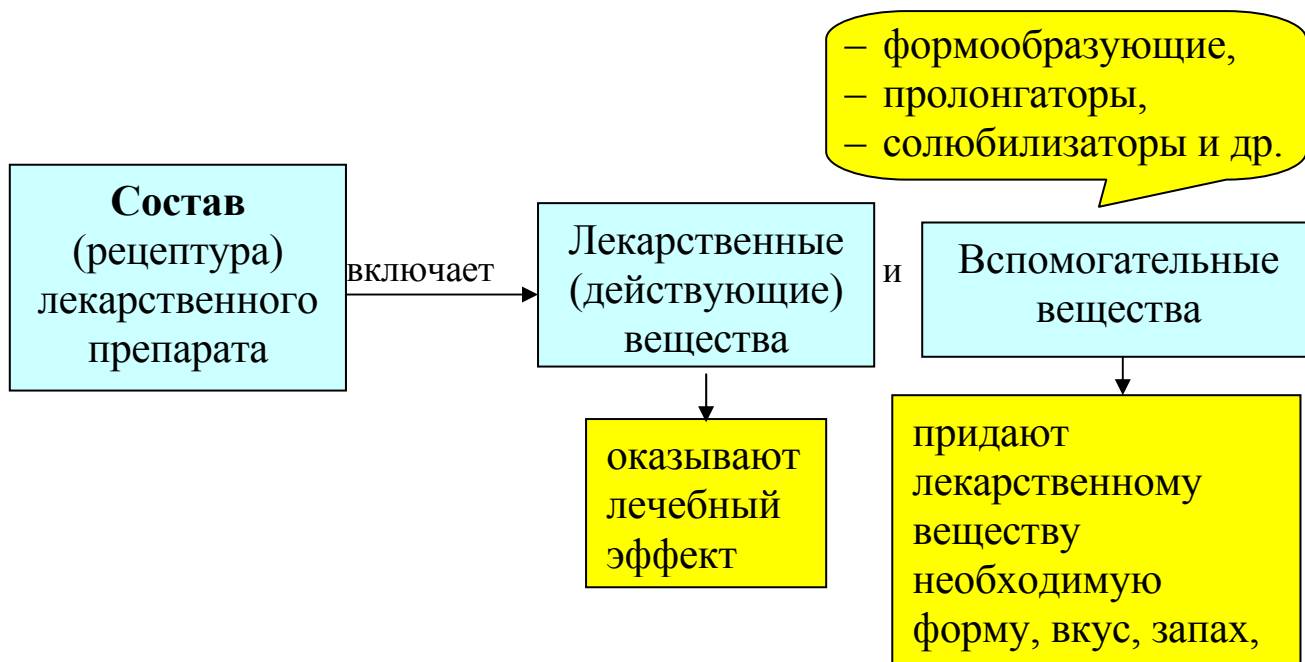 – формообразующие,
– пролонгаторы,
– солюбилизаторы и др.
Состав
(рецептура)
лекарственного
препарата
включает
Лекарственные
(действующие)
вещества
и
Вспомогательные
вещества
оказывают
лечебный
эффект
придают
лекарственному
веществу
необходимую
форму, вкус, запах,